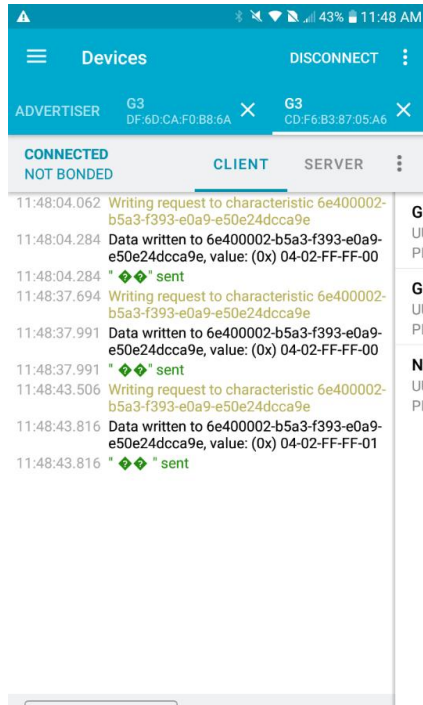 43% 11:48 AM
Devices
DISCONNECT
ADVERTISER
G3
DF:6D:CA:F0:B8:6A
G3
CD:F6:B3:87:05:A6
CONNECTED
NOT BONDED
CLIENT
SERVER
11:48:04.062 Writing request to characteristic 6e400002-
b5a3-f393-e0a9-e50e24dcca9e
11:48:04.284 Data written to 6e400002-b5a3-f393-e0a9-
e50e24dcca9e, value: (0x) 04-02-FF-FF-00
11:48:04.284 " ��" sent
11:48:37.694 Writing request to characteristic 6e400002-
b5a3-f393-e0a9-e50e24dcca9e
11:48:37.991 Data written to 6e400002-b5a3-f393-e0a9-
e50e24dcca9e, value: (0x) 04-02-FF-FF-00
11:48:37.991 " ��" sent
11:48:43.506 Writing request to characteristic 6e400002-
b5a3-f393-e0a9-e50e24dcca9e
11:48:43.816 Data written to 6e400002-b5a3-f393-e0a9-
e50e24dcca9e, value: (0x) 04-02-FF-FF-01
11:48:43.816 " �� " sent